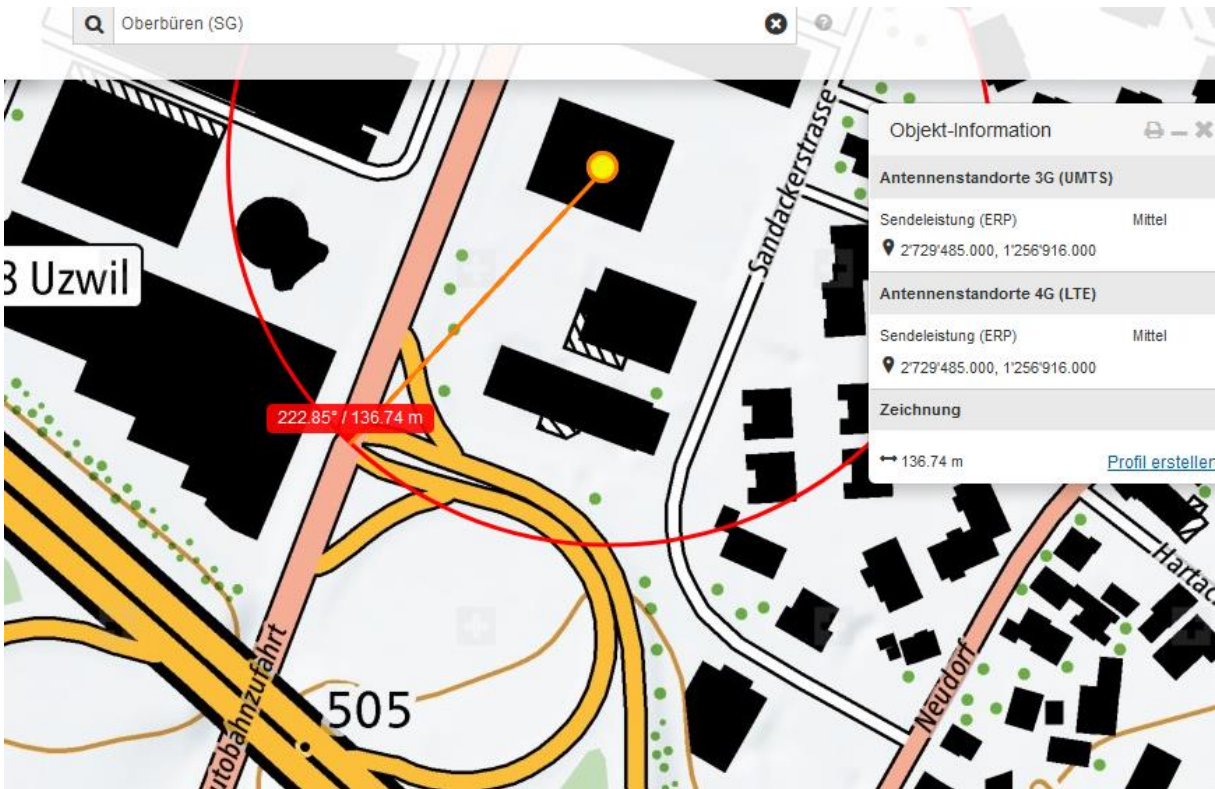 Oberbüren (SG)
Objekt-Information
Antennenstandorte 3G (UMTS)
Sendeleistung (ERP) Mittel
2'729'485.000, 1'256'916.000
Antennenstandorte 4G (LTE)
Sendeleistung (ERP) Mittel
2'729'485.000, 1'256'916.000
Zeichnung
136.74 m Profil erstellen
Sandackerstrasse
8 Uzwil
222.85° / 136.74 m
505
utobahnzufahrt
Neudorf
Hartac